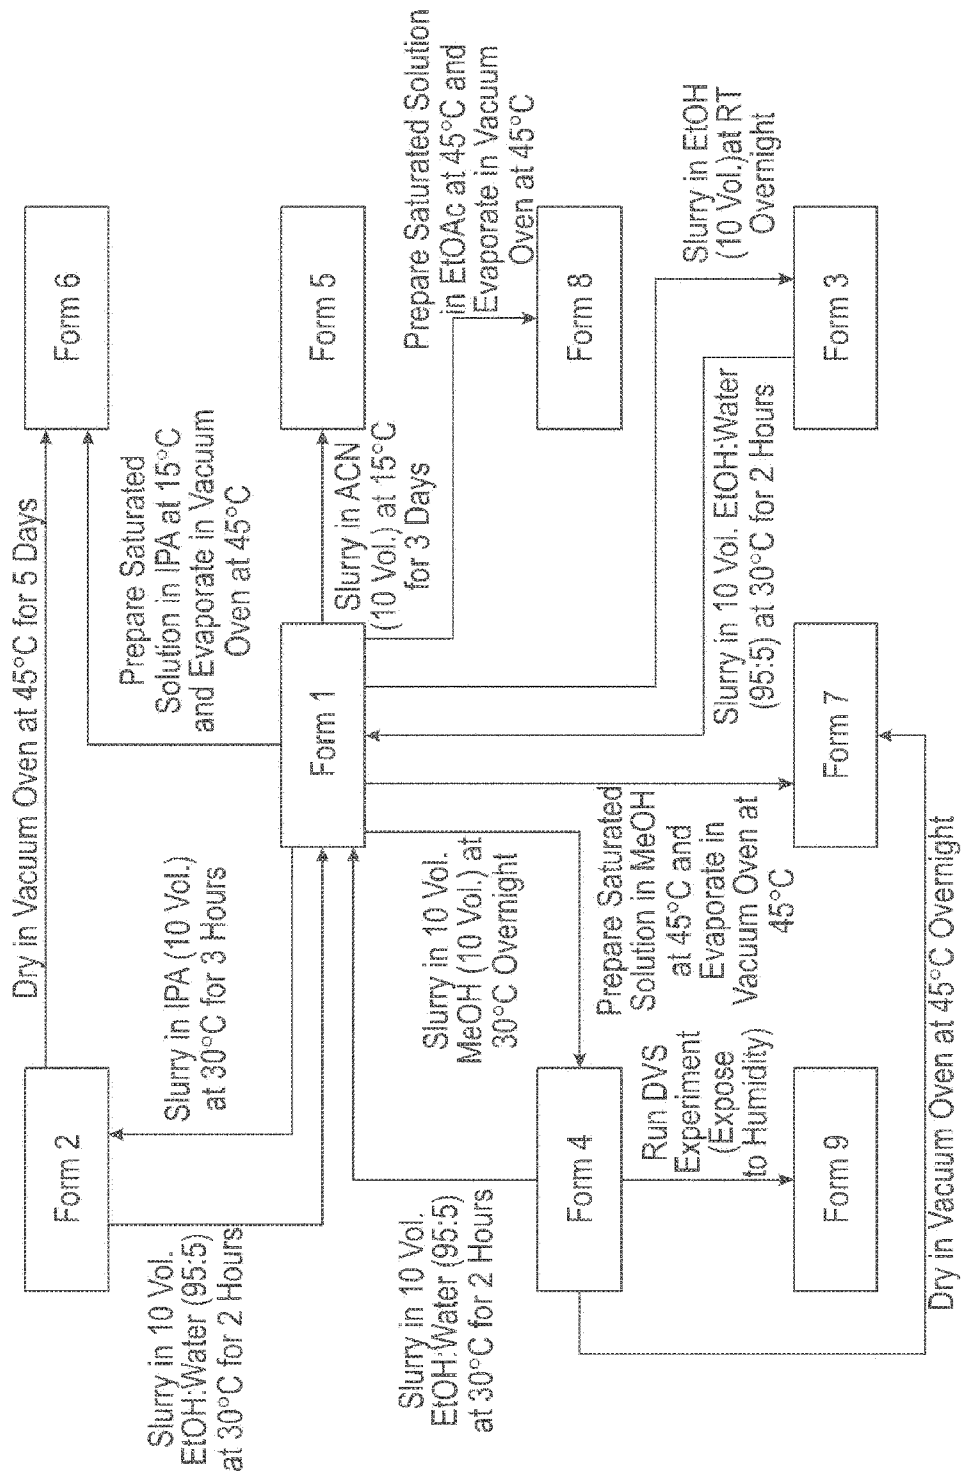 Dry in Vacuum Oven at 45°C for 5 Days
Form 2
Form 6
Slurry in 10 Vol.
EtOH:Water (95:5)
at 30°C for 2 Hours
Slurry in IPA (10 Vol.)
at 30°C for 3 Hours
Prepare Saturated
Solution in IPA at 15°C
and Evaporate in Vacuum
Oven at 45°C
Form 1
Form 5
Slurry in ACN
(10 Vol.) at 15°C
for 3 Days
Prepare Saturated Solution
in EtOAc at 45°C and
Evaporate in Vacuum
Oven at 45°C
Slurry in 10 Vol.
EtOH:Water (95:5)
at 30°C for 2 Hours
Slurry in 10 Vol.
MeOH (10 Vol.) at
30°C Overnight
Form 4
Form 8
Run DVS
Experiment
(Expose
to Humidity)
Prepare Saturated
Solution in MeOH
at 45°C and
Evaporate in
Vacuum Oven at
45°C
Slurry in 10 Vol. EtOH:Water
(95:5) at 30°C for 2 Hours
Slurry in EtOH
(10 Vol.)at RT
Overnight
Form 9
Form 7
Form 3
Dry in Vacuum Oven at 45°C Overnight